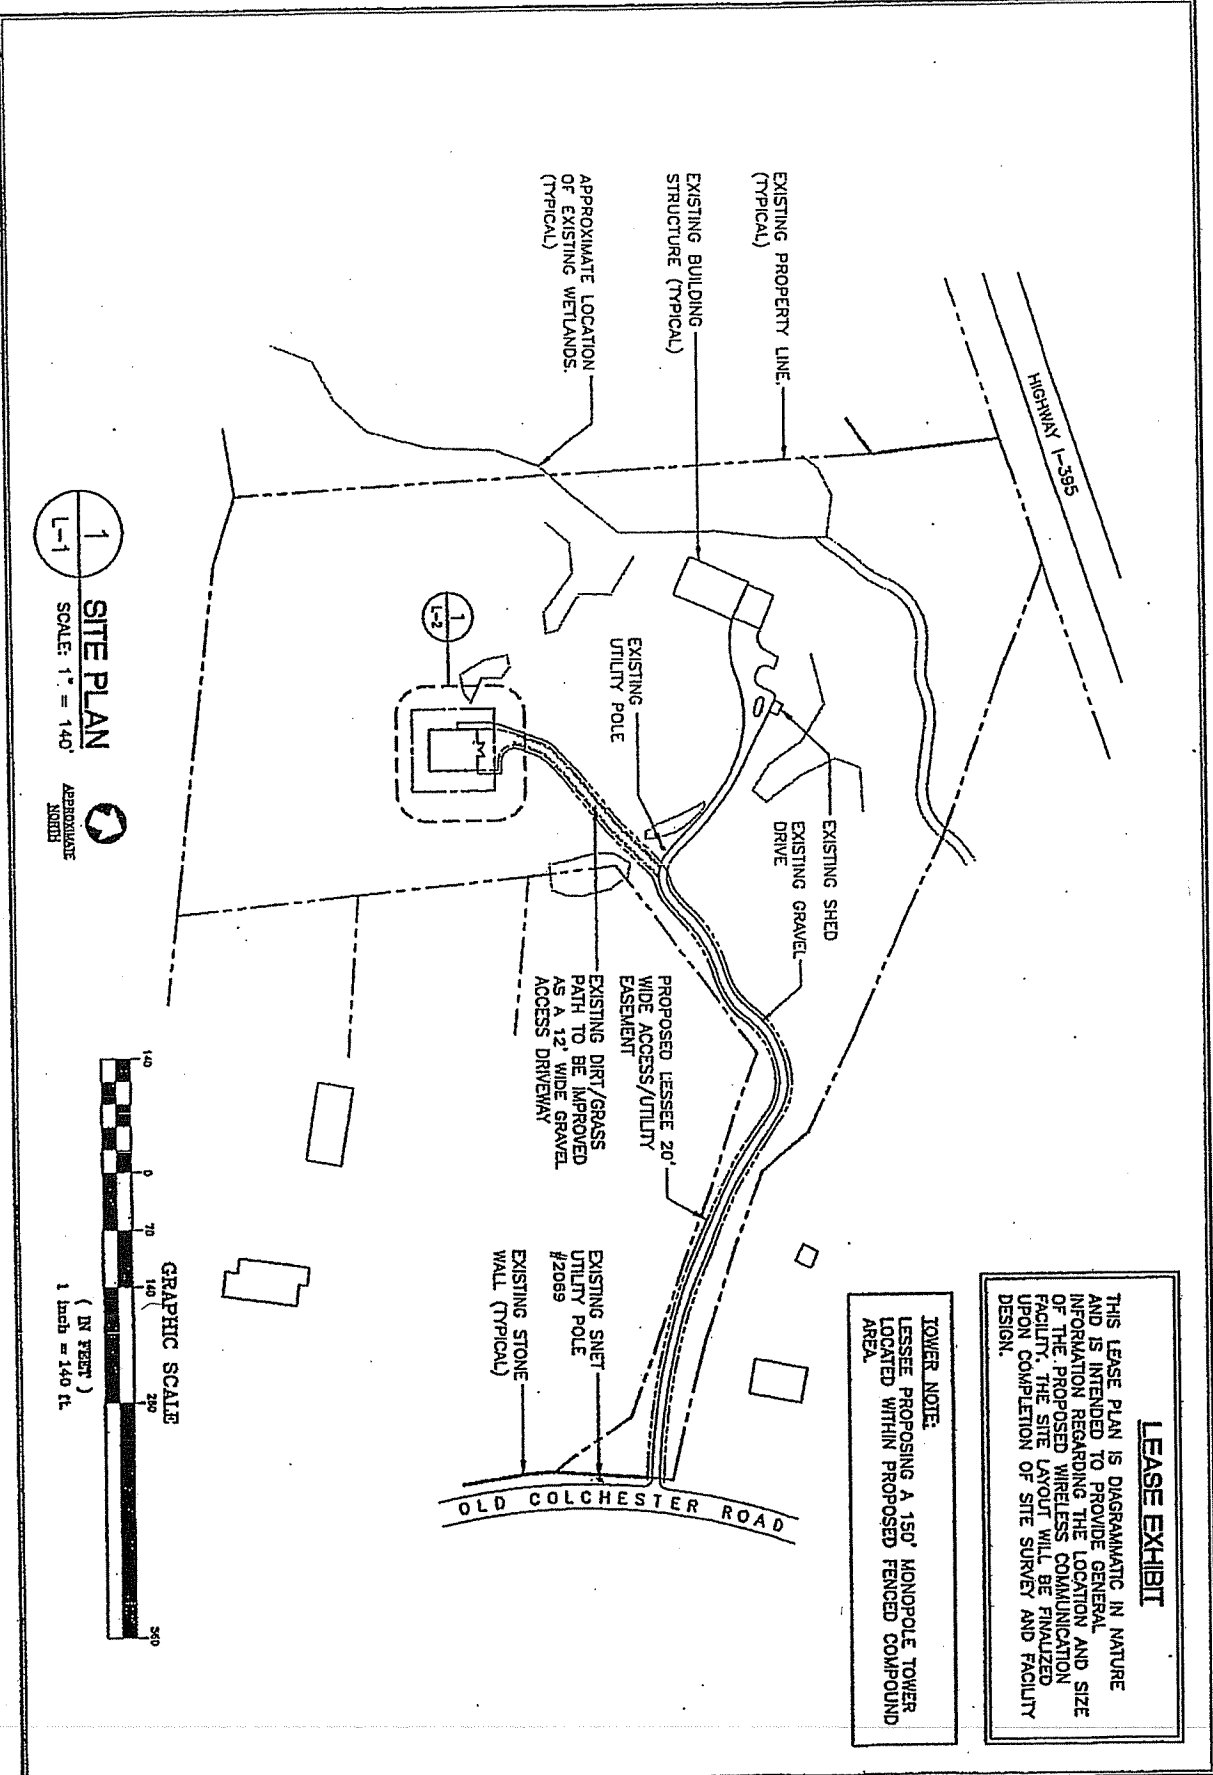 LEASE EXHIBIT
THIS LEASE PLAN IS DIAGRAMMATIC IN NATURE
AND IS INTENDED TO PROVIDE GENERAL
INFORMATION REGARDING THE LOCATION AND SIZE
OF THE PROPOSED WIRELESS COMMUNICATION
FACILITY. THE SITE LAYOUT WILL BE FINALIZED
UPON COMPLETION OF SITE SURVEY AND FACILITY
DESIGN.
TOWER NOTE:
LESSEE PROPOSING A 150' MONOPOLE TOWER
LOCATED WITHIN PROPOSED FENCED COMPOUND
AREA.
HIGHWAY I-395
EXISTING PROPERTY LINE.
(TYPICAL)
EXISTING BUILDING
STRUCTURE (TYPICAL)
APPROXIMATE LOCATION
OF EXISTING WETLANDS.
(TYPICAL)
EXISTING SHED
EXISTING GRAVEL
DRIVE
EXISTING
UTILITY POLE
PROPOSED LESSEE 20'
WIDE ACCESS/UTILITY
EASEMENT
EXISTING DIRT/GRASS
PATH TO BE IMPROVED
AS A 12' WIDE GRAVEL
ACCESS DRIVEWAY
EXISTING SNET
UTILITY POLE
#2069
EXISTING STONE
WALL (TYPICAL)
OLD COLCHESTER ROAD
1
L-2
1
L-1
SITE PLAN
SCALE: 1" = 140'
APPROXIMATE
NORTH
GRAPHIC SCALE
140 0 70 140 280 560
( IN FEET )
1 inch = 140 ft.